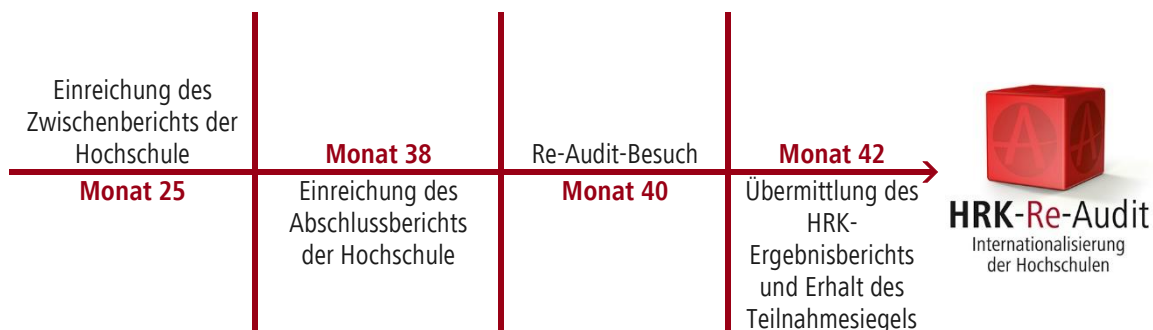 Einreichung des
Zwischenberichts der
Hochschule
Monat 25
Monat 38
Einreichung des
Abschlussberichts
der Hochschule
Re-Audit-Besuch
Monat 40
Monat 42
Übermittlung des
HRK-
Ergebnisberichts
und Erhalt des
Teilnahmesiegels
HRK-Re-Audit
Internationalisierung
der Hochschulen